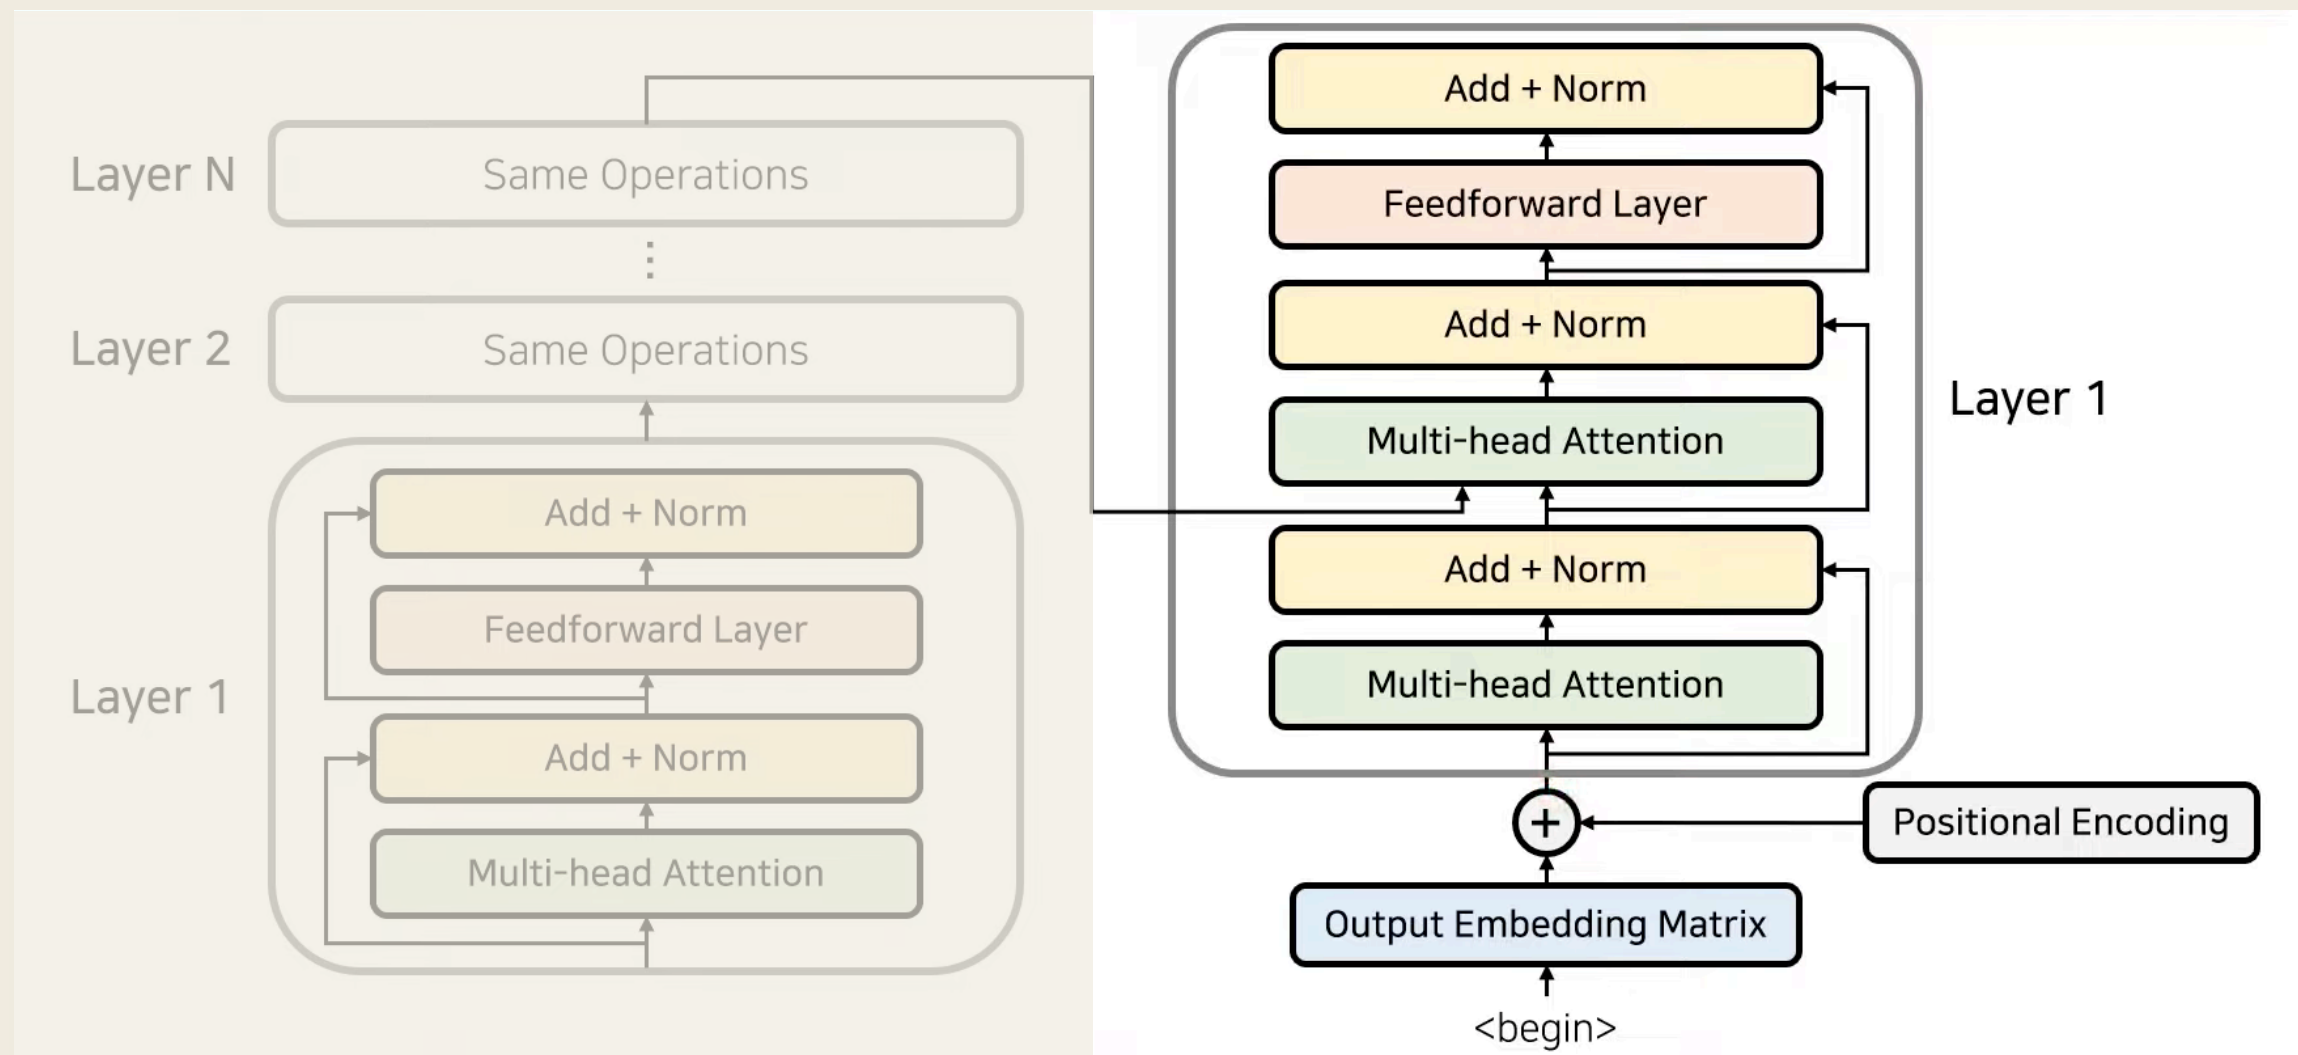 Layer N
Same Operations
⋮
Layer 2
Same Operations
Layer 1
Add + Norm
Feedforward Layer
Add + Norm
Multi-head Attention
Add + Norm
Feedforward Layer
Add + Norm
Multi-head Attention
Add + Norm
Multi-head Attention
Layer 1
+
Positional Encoding
Output Embedding Matrix
<begin>